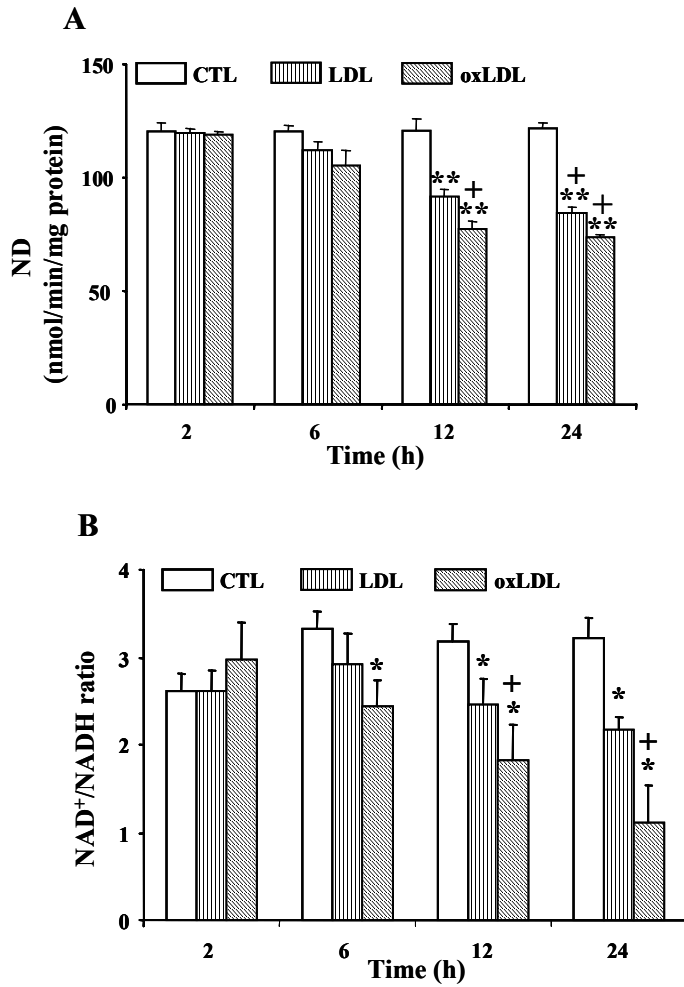 A
CTL LDL oxLDL
150
100
50
0
ND
(nmol/min/mg protein)
** + **
+ ** + **
2 6 12 24
Time (h)
B
CTL LDL oxLDL
4
3
2
1
0
NAD+/NADH ratio
* * + * * + *
2 6 12 24
Time (h)